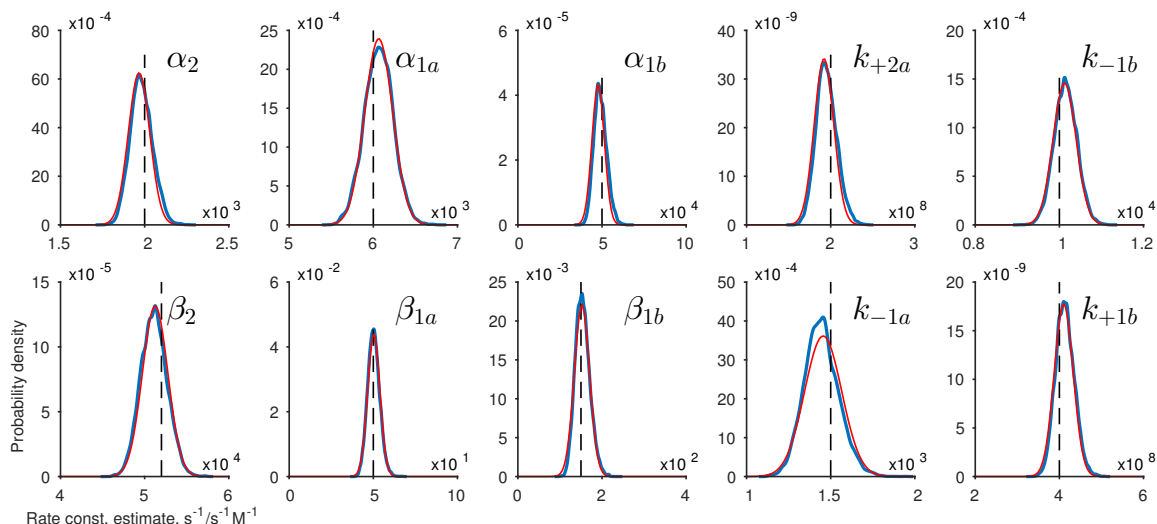 x10 -4
80
60
40
20
0
α2
x10 3
1.5 2 2.5
x10 -4
25
20
15
10
5
0
α1a
x10 3
5 6 7
x10 -5
6
4
2
0
α1b
x10 4
0 5 10
x10 -9
40
30
20
10
0
k+2a
x10 8
1 2 3
x10 -4
20
15
10
5
0
k−1b
x10 4
0.8 1 1.2
x10 -5
15
10
5
0
β2
x10 4
4 5 6
x10 -2
6
4
2
0
β1a
x10 1
0 5 10
x10 -3
25
20
15
10
5
0
β1b
x10 2
0 2 4
x10 -4
50
40
30
20
10
0
k−1a
x10 3
1 1.5 2
x10 -9
25
20
15
10
5
0
k+1b
x10 8
2 4 6 8
Probability density
Rate const. estimate, s⁻¹/s⁻¹M⁻¹